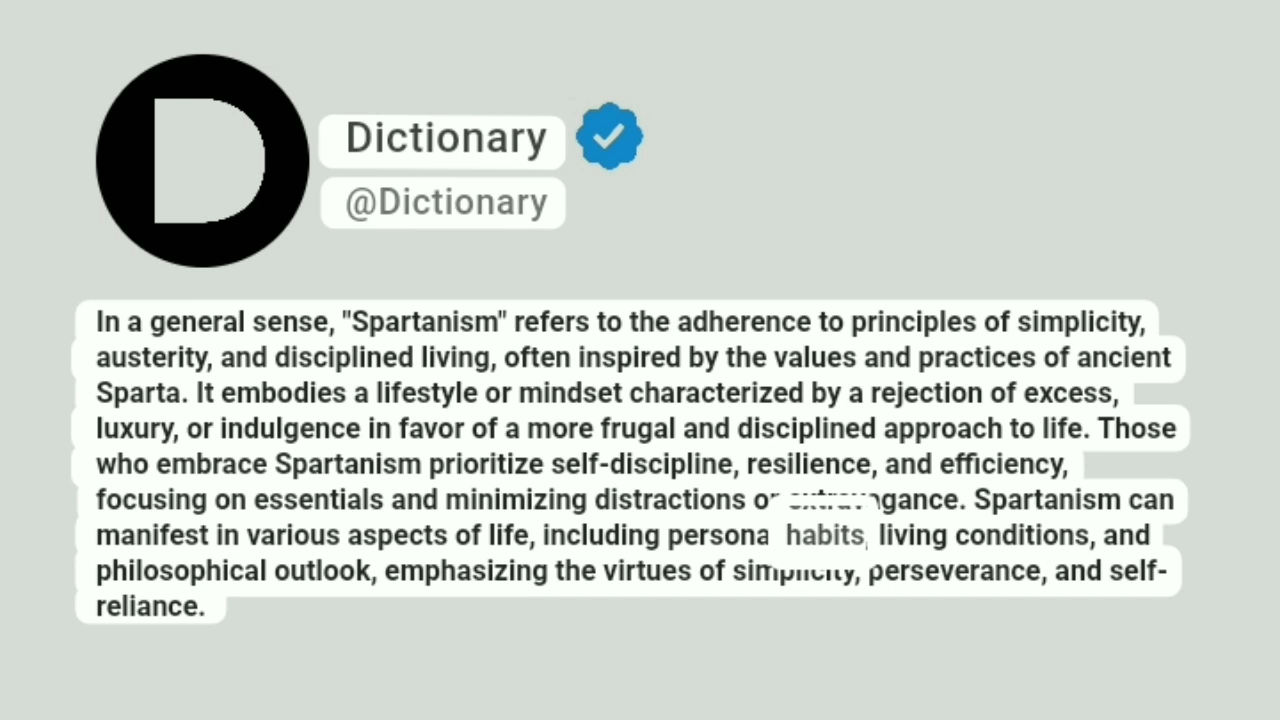 D
Dictionary
@Dictionary
In a general sense, "Spartanism" refers to the adherence to principles of simplicity,
austerity, and disciplined living, often inspired by the values and practices of ancient
Sparta. It embodies a lifestyle or mindset characterized by a rejection of excess,
luxury, or indulgence in favor of a more frugal and disciplined approach to life. Those
who embrace Spartanism prioritize self-discipline, resilience, and efficiency,
focusing on essentials and minimizing distractions or extravagance. Spartanism can
manifest in various aspects of life, including persona habits, living conditions, and
philosophical outlook, emphasizing the virtues of simplicity, perseverance, and self-
reliance.